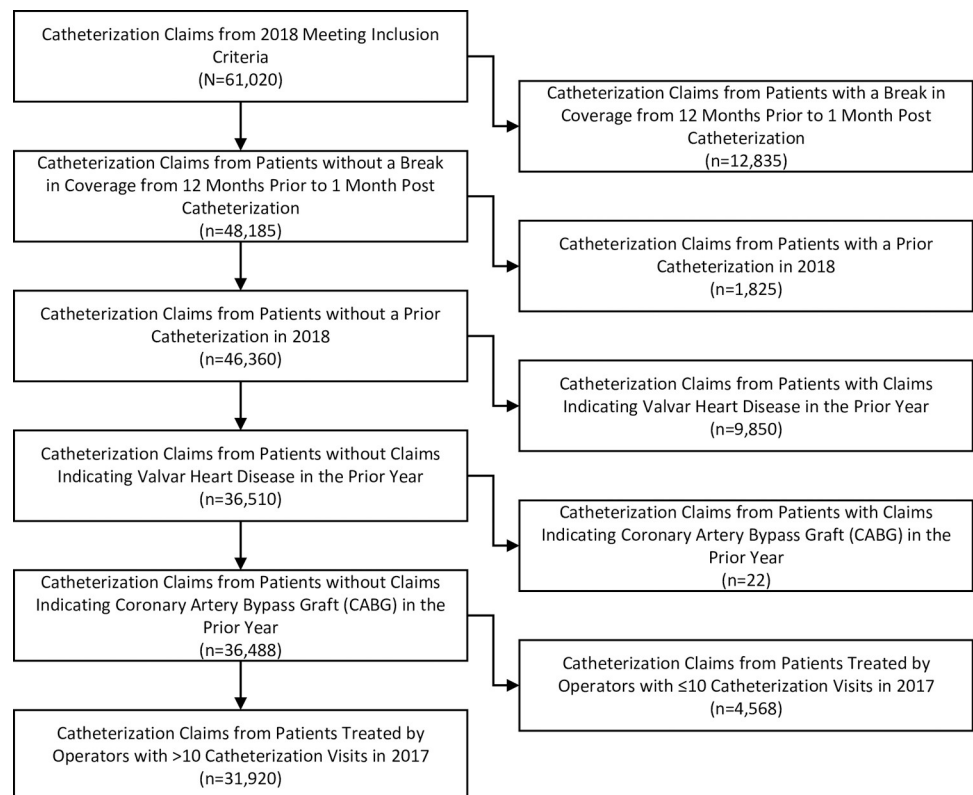 Catheterization Claims from 2018 Meeting Inclusion
Criteria
(N=61,020)
Catheterization Claims from Patients with a Break
in Coverage from 12 Months Prior to 1 Month Post
Catheterization
(n=12,835)
Catheterization Claims from Patients without a Break
in Coverage from 12 Months Prior to 1 Month Post
Catheterization
(n=48,185)
Catheterization Claims from Patients with a Prior
Catheterization in 2018
(n=1,825)
Catheterization Claims from Patients without a Prior
Catheterization in 2018
(n=46,360)
Catheterization Claims from Patients with Claims
Indicating Valvar Heart Disease in the Prior Year
(n=9,850)
Catheterization Claims from Patients without Claims
Indicating Valvar Heart Disease in the Prior Year
(n=36,510)
Catheterization Claims from Patients with Claims
Indicating Coronary Artery Bypass Graft (CABG) in the
Prior Year
(n=22)
Catheterization Claims from Patients without Claims
Indicating Coronary Artery Bypass Graft (CABG) in the
Prior Year
(n=36,488)
Catheterization Claims from Patients Treated by
Operators with ≤10 Catheterization Visits in 2017
(n=4,568)
Catheterization Claims from Patients Treated by
Operators with >10 Catheterization Visits in 2017
(n=31,920)